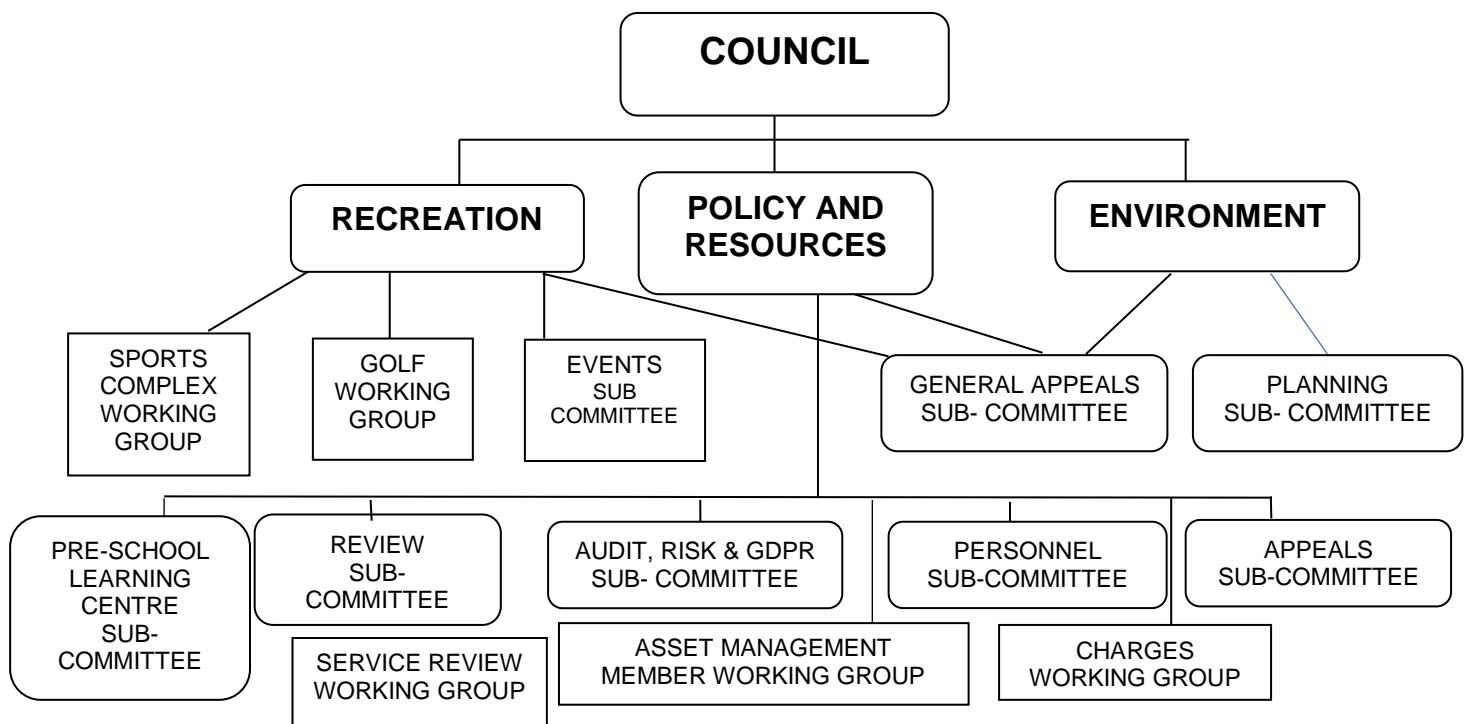 COUNCIL
RECREATION
POLICY AND
RESOURCES
ENVIRONMENT
SPORTS
COMPLEX
WORKING
GROUP
GOLF
WORKING
GROUP
EVENTS
SUB
COMMITTEE
GENERAL APPEALS
SUB- COMMITTEE
PLANNING
SUB- COMMITTEE
PRE-SCHOOL
LEARNING
CENTRE
SUB-
COMMITTEE
REVIEW
SUB-
COMMITTEE
AUDIT, RISK & GDPR
SUB- COMMITTEE
PERSONNEL
SUB-COMMITTEE
APPEALS
SUB-COMMITTEE
SERVICE REVIEW
WORKING GROUP
ASSET MANAGEMENT
MEMBER WORKING GROUP
CHARGES
WORKING GROUP